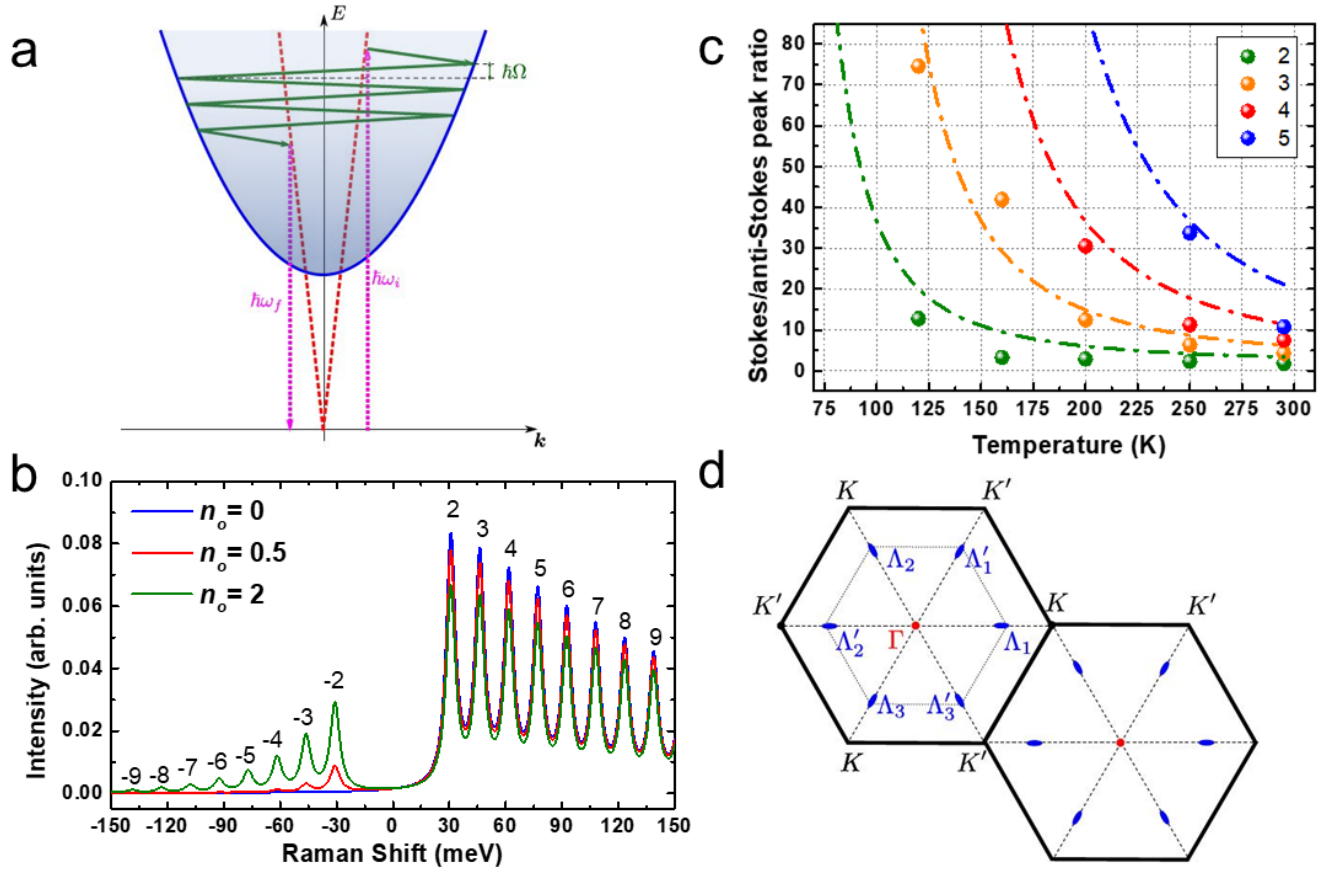 a
E
ħΩ
ħω_f
ħω_i
k
b
Intensity (arb. units)
0.10
0.08
0.06
0.04
0.02
0.00
n_o = 0
n_o = 0.5
n_o = 2
2
3
4
5
6
7
8
9
-2
-3
-4
-5
-6
-7
-8
-9
-150 -120 -90 -60 -30 0 30 60 90 120 150
Raman Shift (meV)
c
Stokes/anti-Stokes peak ratio
80
70
60
50
40
30
20
10
0
2
3
4
5
75 100 125 150 175 200 225 250 275 300
Temperature (K)
d
K K′
Λ₂ Λ′₁
K′ Λ′₂ Γ Λ₁ K K′
Λ₃ Λ′₃
K K′